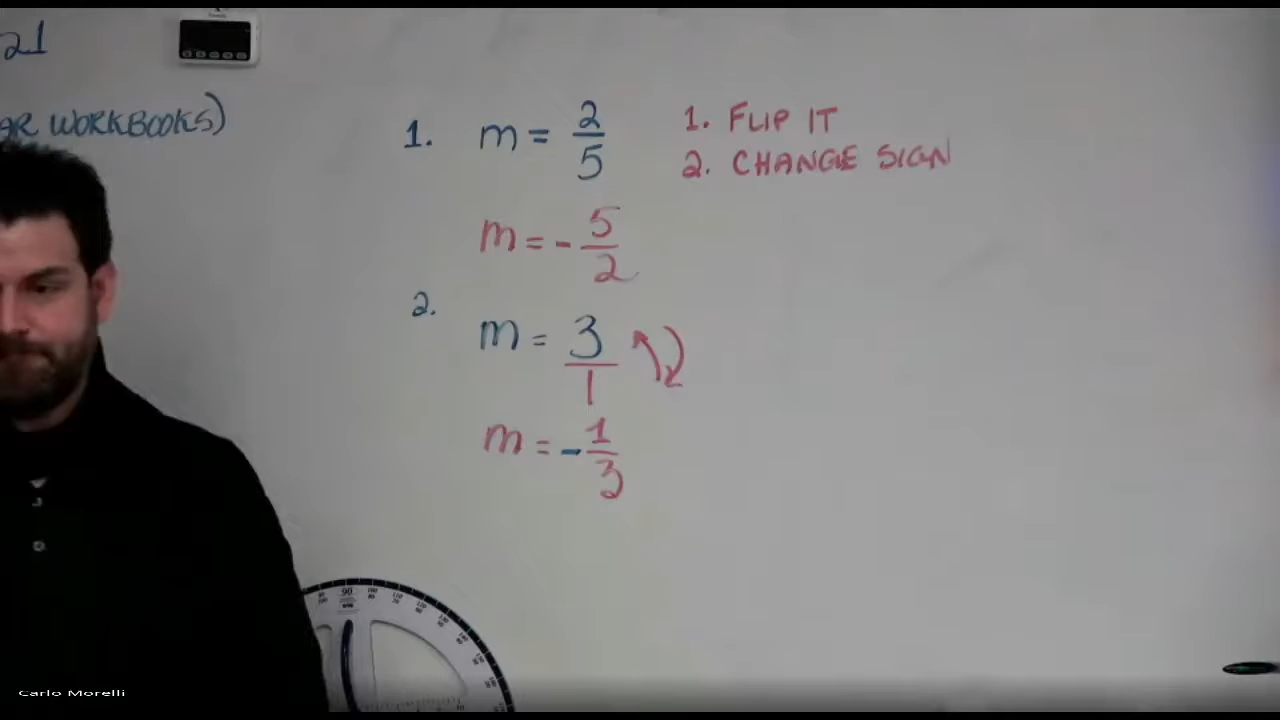 21
WORKBOOKS)
1. m = 2/5
1. FLIP IT
2. CHANGE SIGN
m = - 5/2
2. m = 3/1
m = - 1/3
90
Carlo Morelli